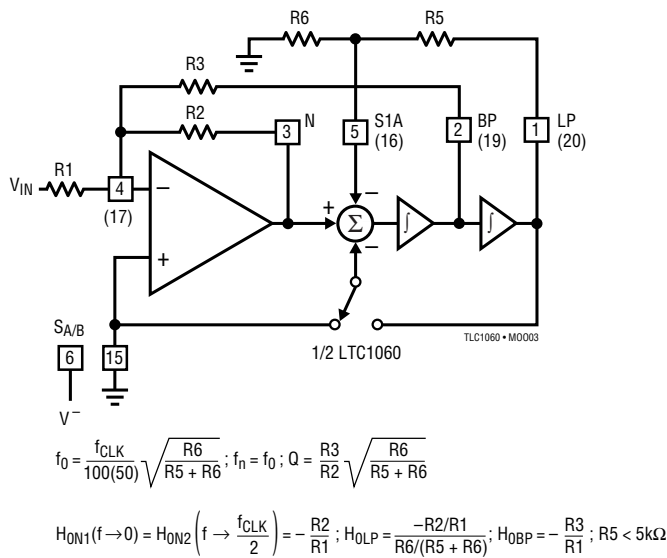 R6
R5
R3
R2
3 N
5 S1A
(16)
2 BP
(19)
1 LP
(20)
R1
VIN
4
(17)
−
+
+
−
Σ
−
∫
∫
TLC1060 • MOO03
1/2 LTC1060
SA/B
6
15
V−
f0 = fCLK/100(50) √(R6/(R5 + R6)) ; fn = f0 ; Q = R3/R2 √(R6/(R5 + R6))
H0N1(f → 0) = H0N2 (f → fCLK/2) = − R2/R1 ; H0LP = −R2/R1/R6/(R5 + R6) ; H0BP = − R3/R1 ; R5 < 5kΩ